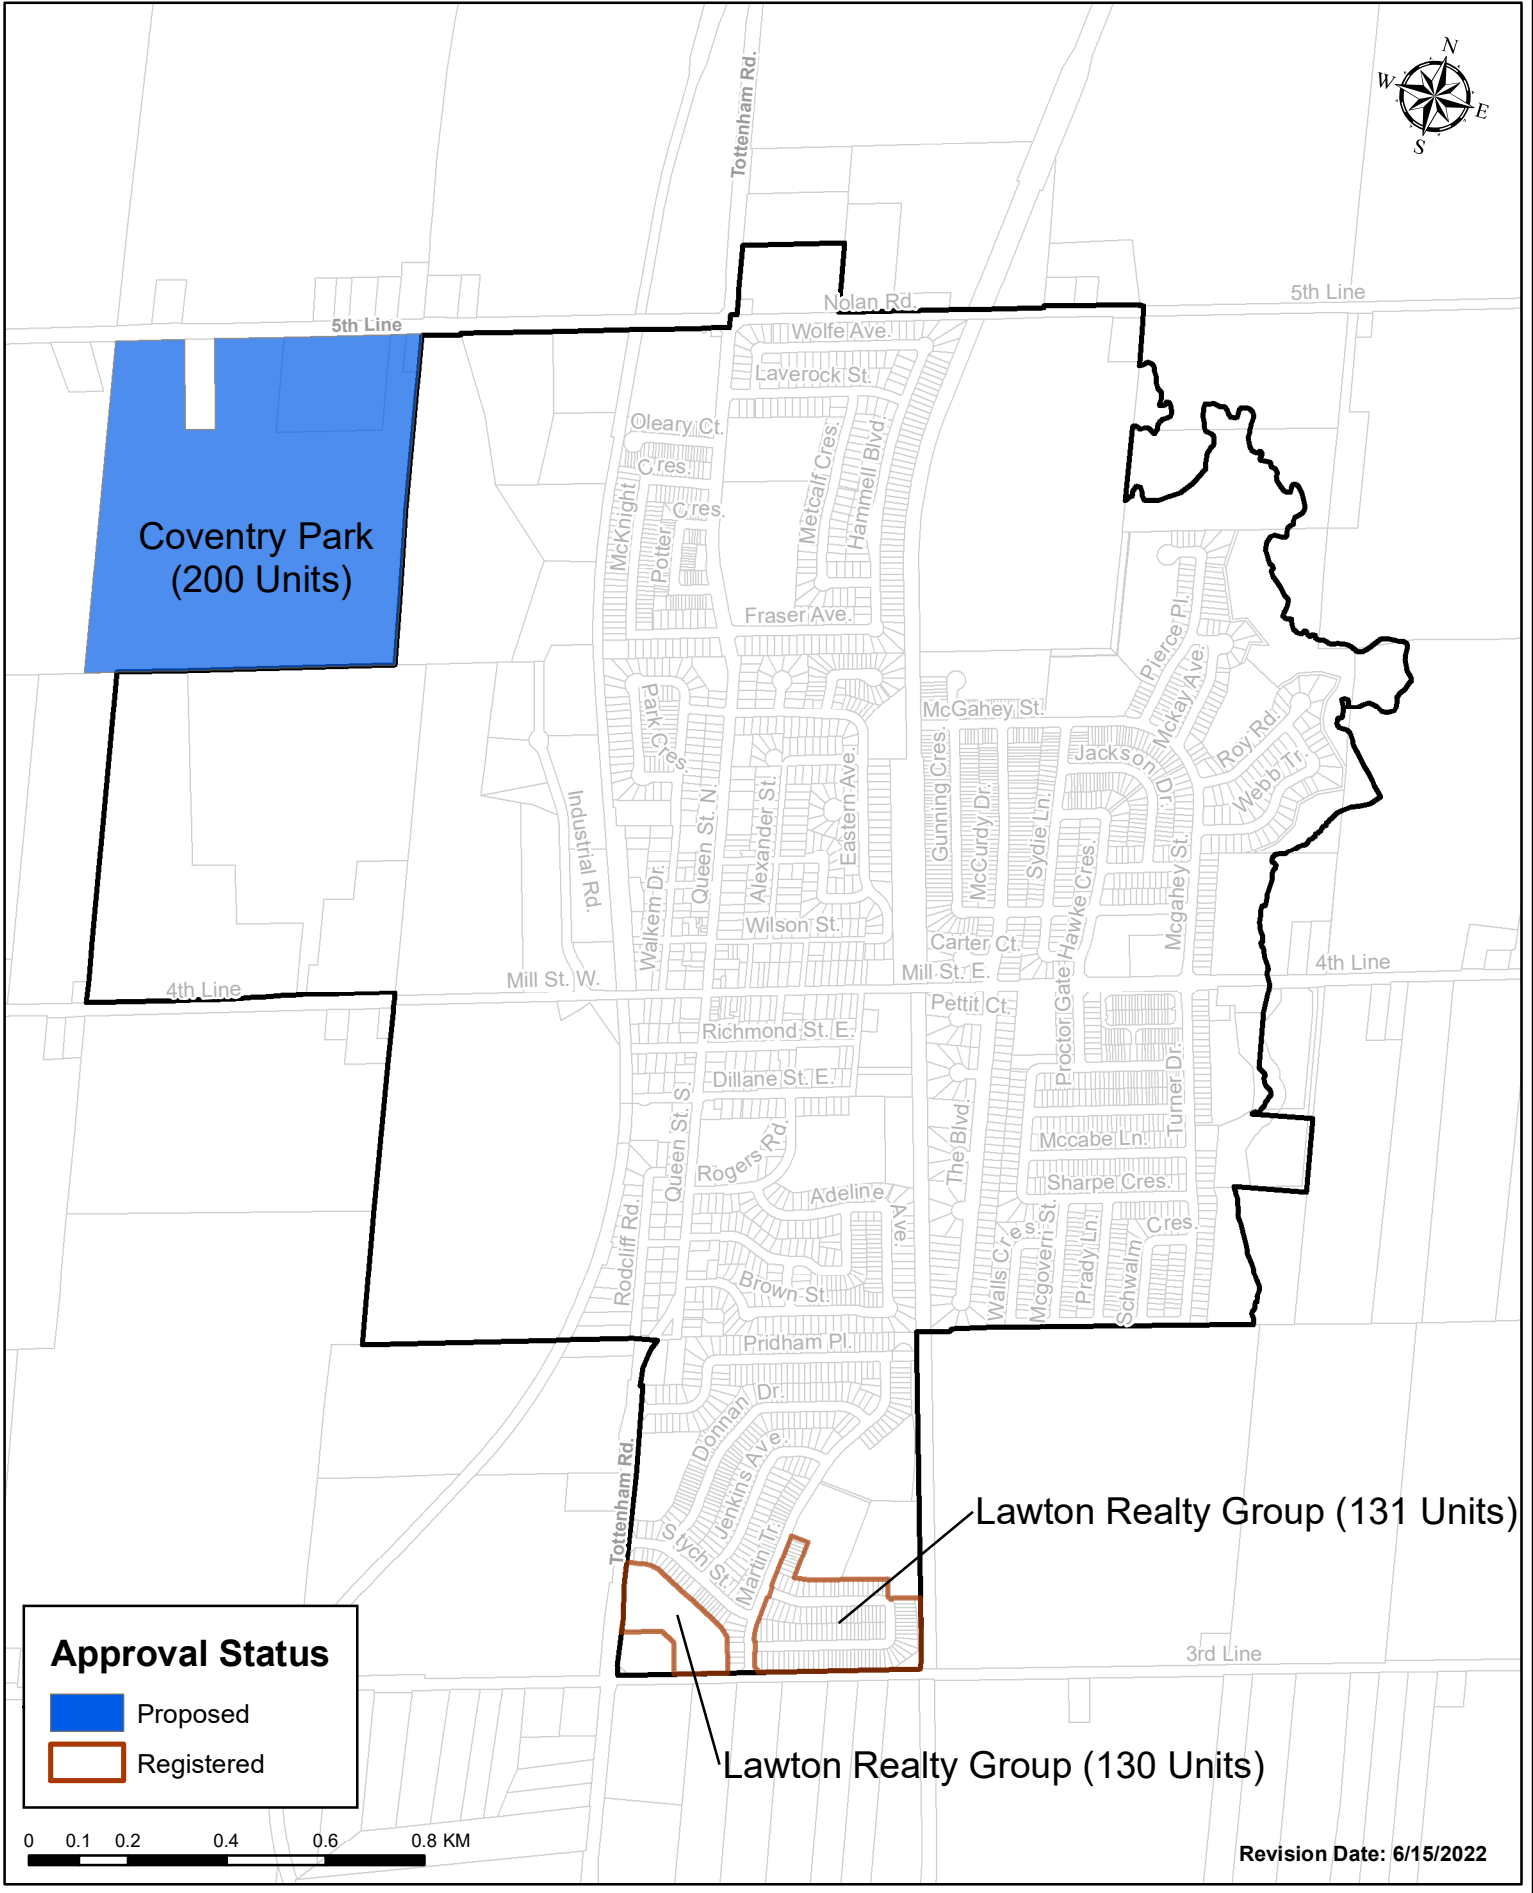 N
W
E
S
Tottenham Rd.
5th Line
Nolan Rd.
5th Line
Wolfe Ave.
Laverock St.
Oleary Ct.
Cres.
Cres.
McKnight
Potter
Metcalf Cres.
Hammell Blvd.
Coventry Park
(200 Units)
Fraser Ave.
Pierce Pl.
Mckay Ave.
Park Cres.
McGahey St.
Roy Rd.
Webb Tr.
Jackson Dr.
Industrial Rd.
Walkem Dr.
Queen St. N.
Alexander St.
Eastern Ave.
Gunning Cres.
McCurdy Dr.
Sydie Ln.
Hawke Cres.
Mcgahey St.
Wilson St.
Carter Ct.
Mill St. E.
Mill St. W.
4th Line
4th Line
Pettit Ct.
Proctor Gate
Richmond St. E.
Dillane St. E.
Turner Dr.
Queen St. S.
The Blvd.
Mccabe Ln.
Rogers Rd.
Sharpe Cres.
Adeline Ave.
Rodcliff Rd.
Walls Cres.
Mcgovern St.
Prady Ln.
Schwalm Cres.
Brown St.
Pridham Pl.
Donnan Dr.
Jenkins Ave.
Tottenham Rd.
Stych St.
Martin Tr.
Lawton Realty Group (131 Units)
3rd Line
Lawton Realty Group (130 Units)
Approval Status
Proposed
Registered
0 0.1 0.2 0.4 0.6 0.8 KM
Revision Date: 6/15/2022